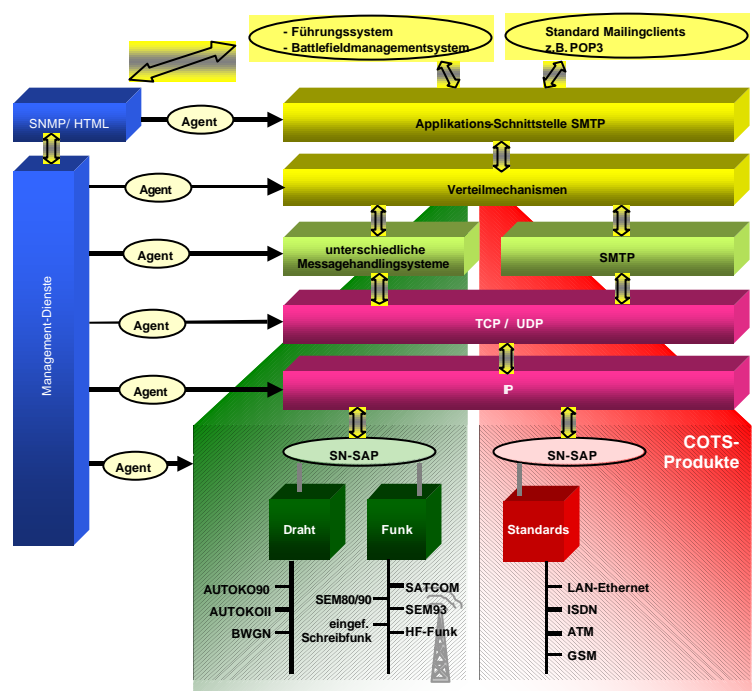 - Führungssystem
- Battlefieldmanagementsystem
Standard Mailingclients
z.B. POP3
SNMP/ HTML
Agent
Applikations-Schnittstelle SMTP
Agent
Verteilmechanismen
Agent
unterschiedliche
Messagehandlingsysteme
SMTP
Management-Dienste
Agent
TCP / UDP
Agent
IP
Agent
SN-SAP
SN-SAP
COTS-
Produkte
Draht
Funk
Standards
AUTOKO90
AUTOKOII
BWGN
SEM80/90
eingef.
Schreibfunk
SATCOM
SEM93
HF-Funk
LAN-Ethernet
ISDN
ATM
GSM